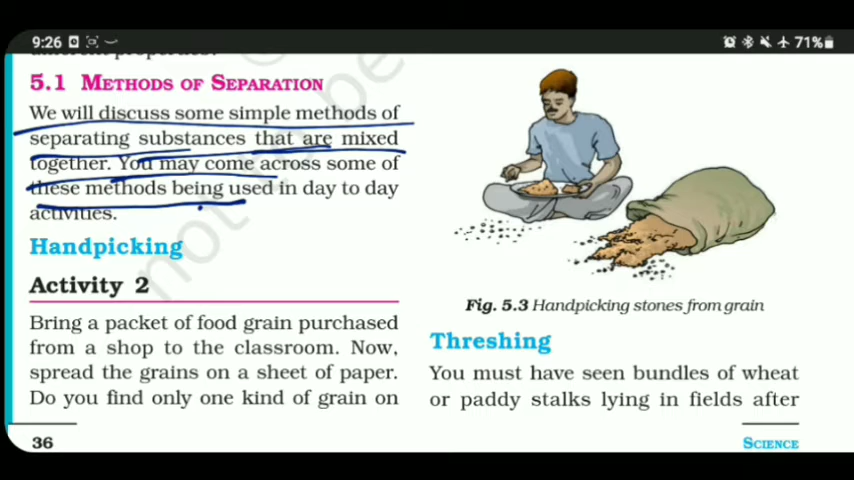 9:26
71%
5.1 METHODS OF SEPARATION
We will discuss some simple methods of
separating substances that are mixed
together. You may come across some of
these methods being used in day to day
activities.
Handpicking
Activity 2
Bring a packet of food grain purchased
from a shop to the classroom. Now,
spread the grains on a sheet of paper.
Do you find only one kind of grain on
36
Fig. 5.3 Handpicking stones from grain
Threshing
You must have seen bundles of wheat
or paddy stalks lying in fields after
SCIENCE
not to be